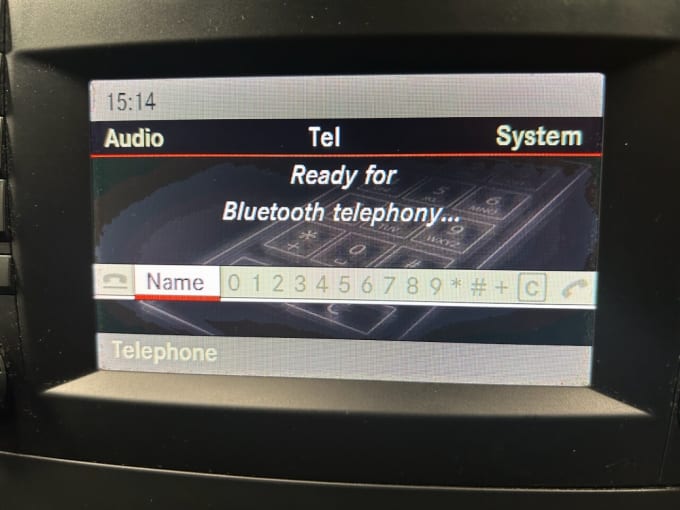 15:14
Audio Tel System
Ready for
Bluetooth telephony...
Name 0 1 2 3 4 5 6 7 8 9 * # + C
Telephone